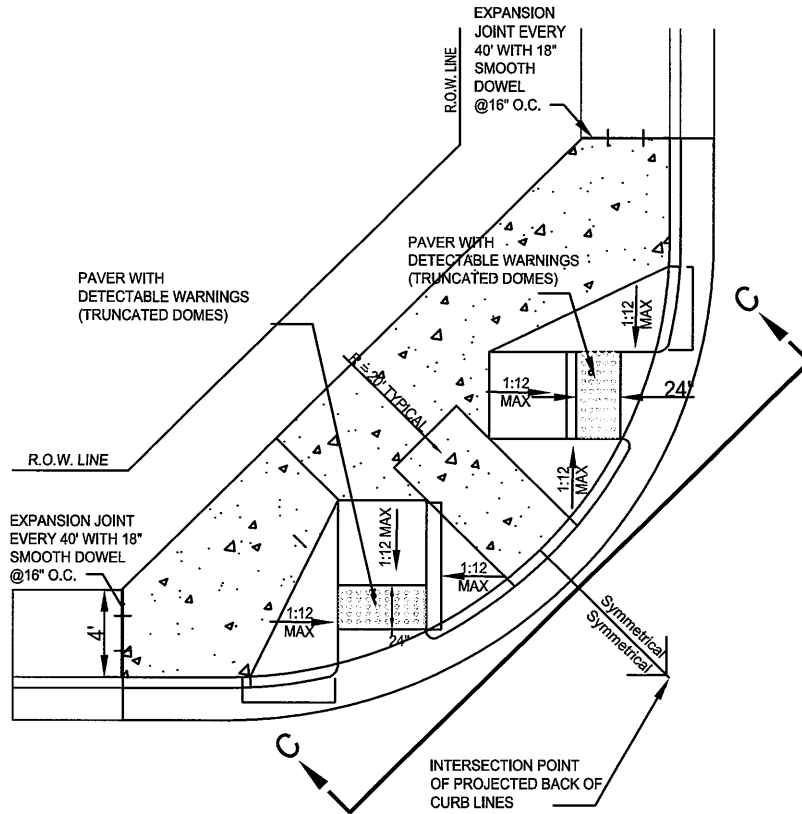 EXPANSION
JOINT EVERY
40' WITH 18"
SMOOTH
DOWEL
@16" O.C.
R.O.W. LINE
PAVER WITH
DETECTABLE WARNINGS
(TRUNCATED DOMES)
PAVER WITH
DETECTABLE WARNINGS
(TRUNCATED DOMES)
C
1:12
MAX
R = 20' TYPICAL
1:12
MAX
24"
R.O.W. LINE
1:12
MAX
EXPANSION JOINT
EVERY 40' WITH 18"
SMOOTH DOWEL
@16" O.C.
1:12 MAX
1:12
MAX
4'
1:12
MAX
24"
Symmetrical
Symmetrical
C
INTERSECTION POINT
OF PROJECTED BACK OF
CURB LINES